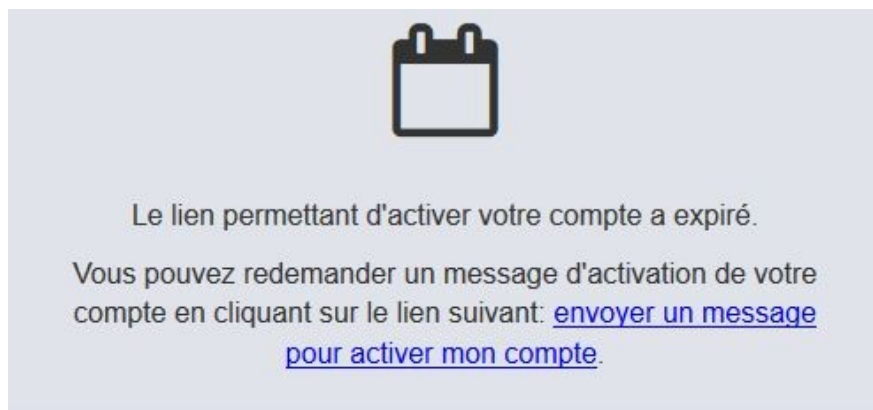 Le lien permettant d'activer votre compte a expiré.
Vous pouvez redemander un message d'activation de votre
compte en cliquant sur le lien suivant: envoyer un message
pour activer mon compte.